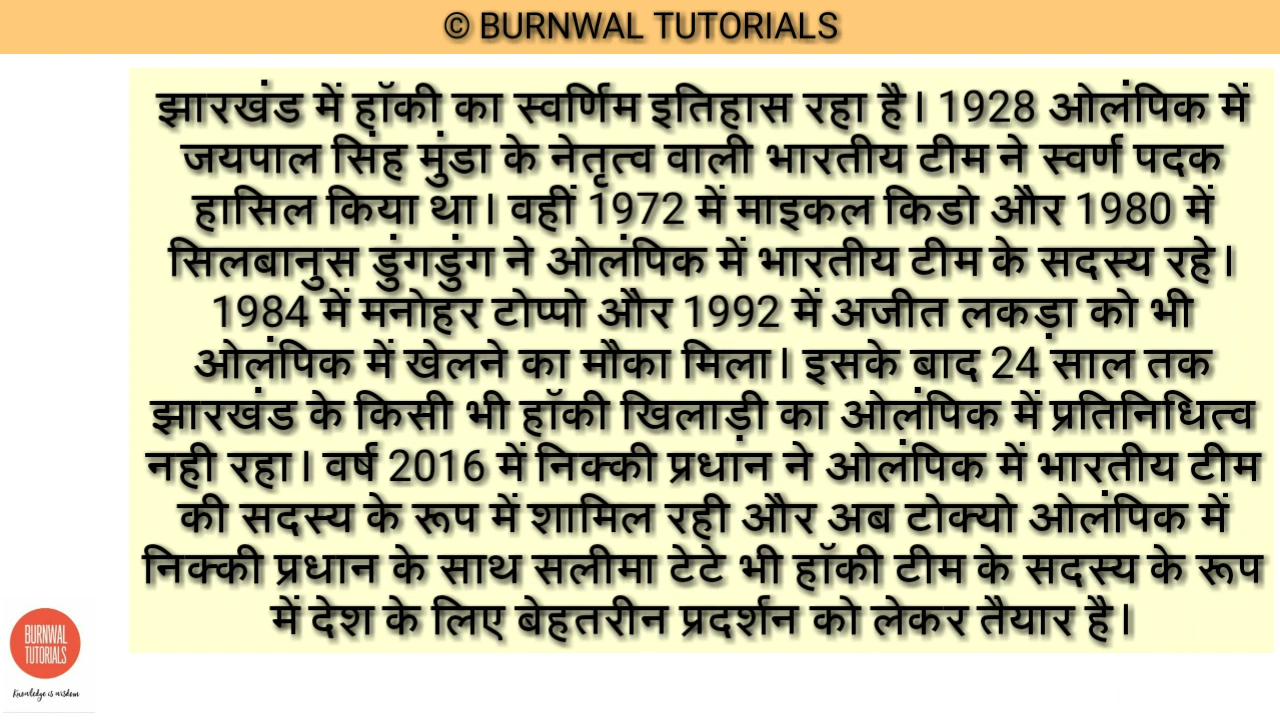 © BURNWAL TUTORIALS
झारखंड में हॉकी का स्वर्णिम इतिहास रहा है। 1928 ओलंपिक में
जयपाल सिंह मुंडा के नेतृत्व वाली भारतीय टीम ने स्वर्ण पदक
हासिल किया था। वहीं 1972 में माइकल किडो और 1980 में
सिलबानुस डुंगडुंग ने ओलंपिक में भारतीय टीम के सदस्य रहे।
1984 में मनोहर टोप्पो और 1992 में अजीत लकड़ा को भी
ओलंपिक में खेलने का मौका मिला। इसके बाद 24 साल तक
झारखंड के किसी भी हॉकी खिलाड़ी का ओलंपिक में प्रतिनिधित्व
नही रहा। वर्ष 2016 में निक्की प्रधान ने ओलंपिक में भारतीय टीम
की सदस्य के रूप में शामिल रही और अब टोक्यो ओलंपिक में
निक्की प्रधान के साथ सलीमा टेटे भी हॉकी टीम के सदस्य के रूप
में देश के लिए बेहतरीन प्रदर्शन को लेकर तैयार है।
BURNWAL
TUTORIALS
Knowledge is wisdom